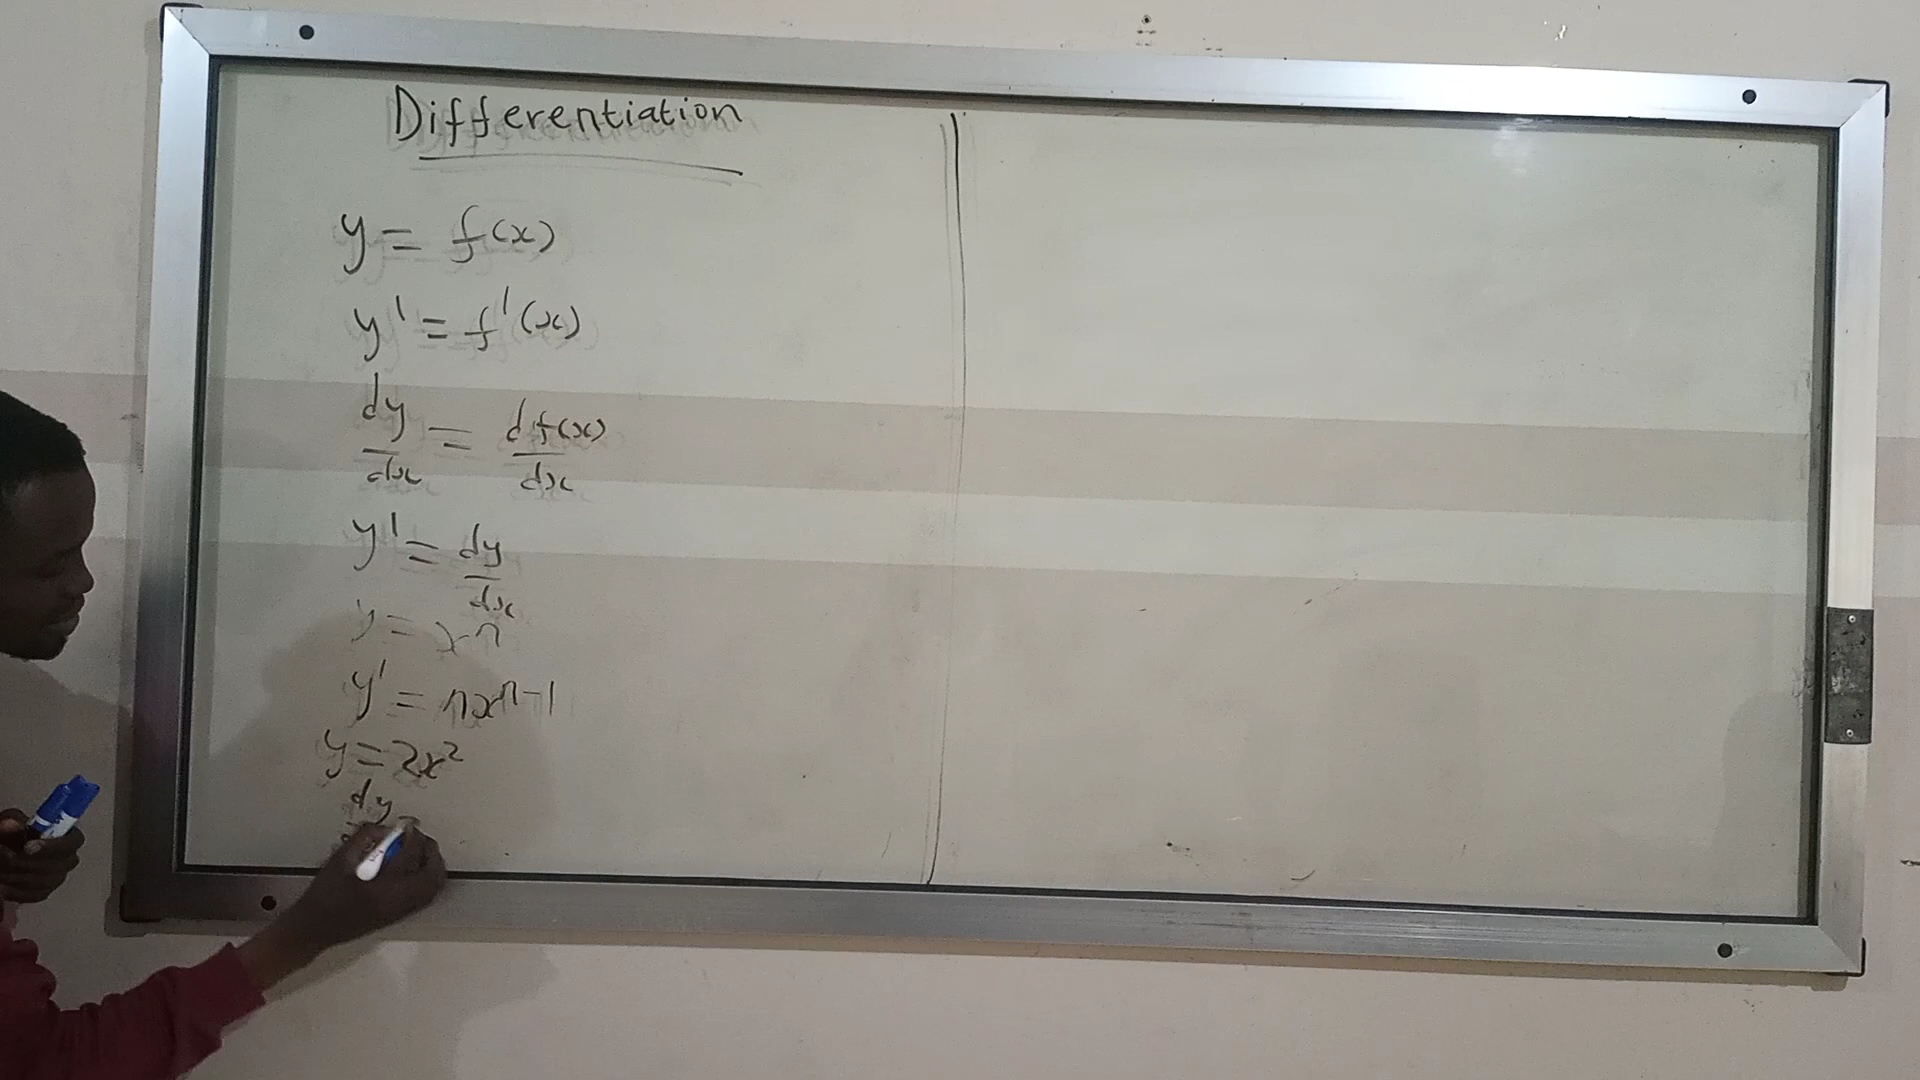 Differentiation
y = f(x)
y' = f'(x)
dy/dx = df(x)/dx
y' = dy/dx
y = xⁿ
y' = nxⁿ⁻¹
y = 2x²
dy